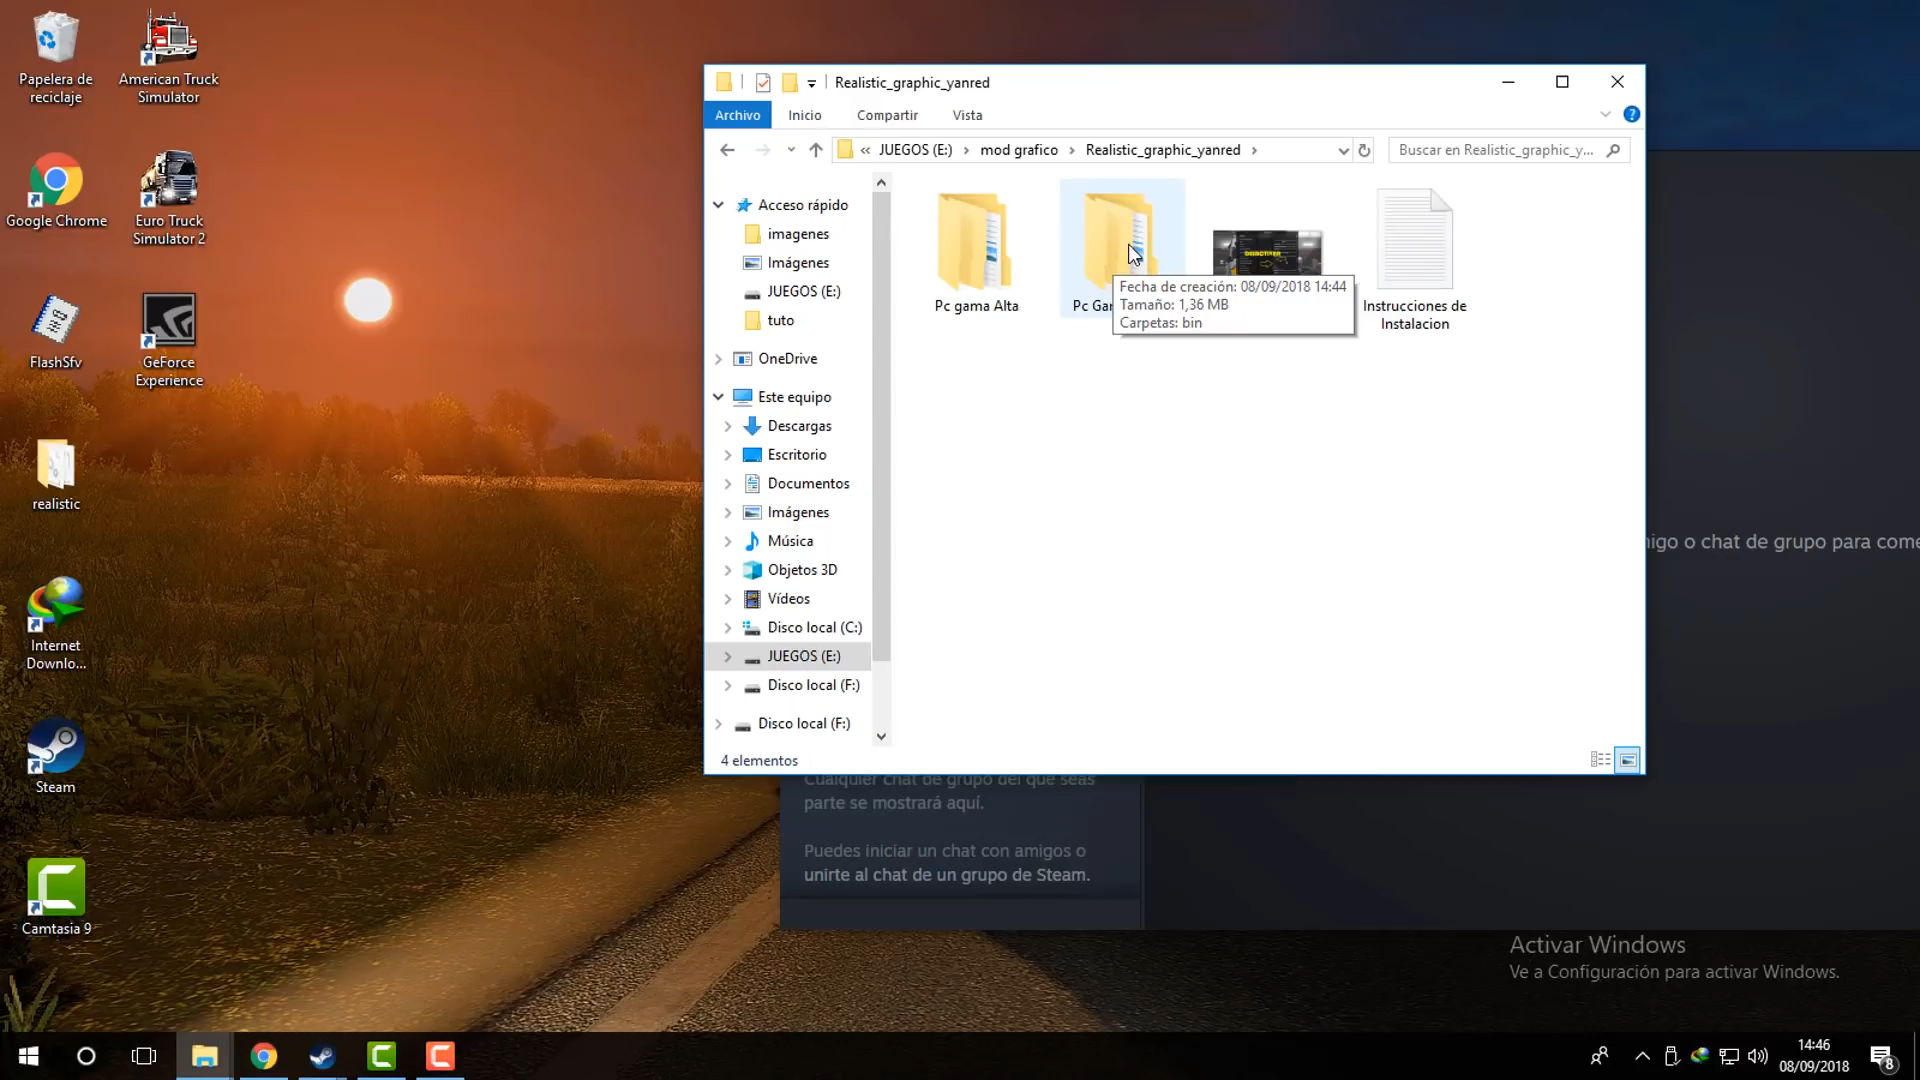 Papelera de
reciclaje
American Truck
Simulator
Google Chrome
Euro Truck
Simulator 2
FlashSfv
GeForce
Experience
realistic
Internet
Downlo...
Steam
Camtasia 9
Realistic_graphic_yanred
Archivo
Inicio
Compartir
Vista
« JUEGOS (E:) › mod grafico › Realistic_graphic_yanred ›
Buscar en Realistic_graphic_y...
Acceso rápido
imagenes
Imágenes
JUEGOS (E:)
tuto
OneDrive
Este equipo
Descargas
Escritorio
Documentos
Imágenes
Música
Objetos 3D
Vídeos
Disco local (C:)
JUEGOS (E:)
Disco local (F:)
Disco local (F:)
Pc gama Alta
Fecha de creación: 08/09/2018 14:44
Tamaño: 1,36 MB
Carpetas: bin
Instrucciones de
Instalacion
4 elementos
Cualquier chat de grupo del que seas
parte se mostrará aquí.
Puedes iniciar un chat con amigos o
unirte al chat de un grupo de Steam.
o chat de grupo para
Activar Windows
Ve a Configuración para activar Windows.
14:46
08/09/2018
8